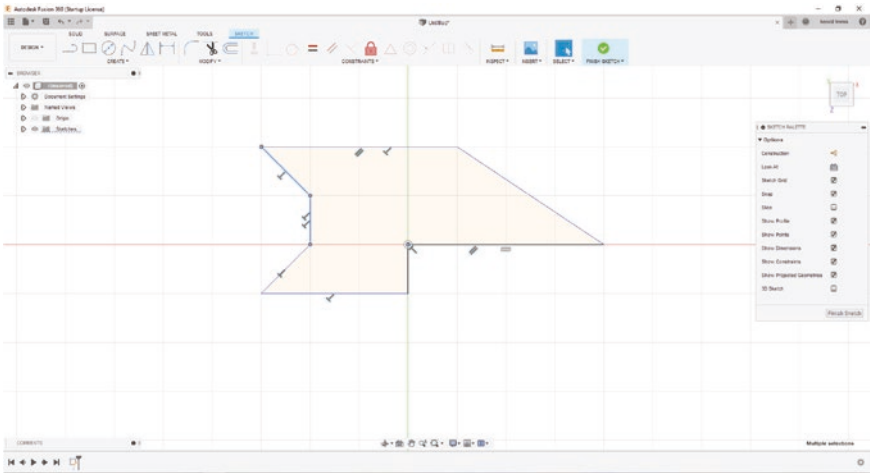 Autodesk Fusion 360 (Startup License)
Untitled*
SOLID SURFACE SHEET METAL TOOLS SKETCH
DESIGN
CREATE MODIFY CONSTRAINTS INSPECT INSERT SELECT FINISH SKETCH
BROWSER
Document Settings
Named Views
Origin
Sketches
TOP
Z
SKETCH PALETTE
Options
Construction
Look At
Sketch Grid
Snap
Slice
Show Profile
Show Points
Show Dimensions
Show Constraints
Show Projected Geometries
3D Sketch
Finish Sketch
COMMENTS
Multiple selections